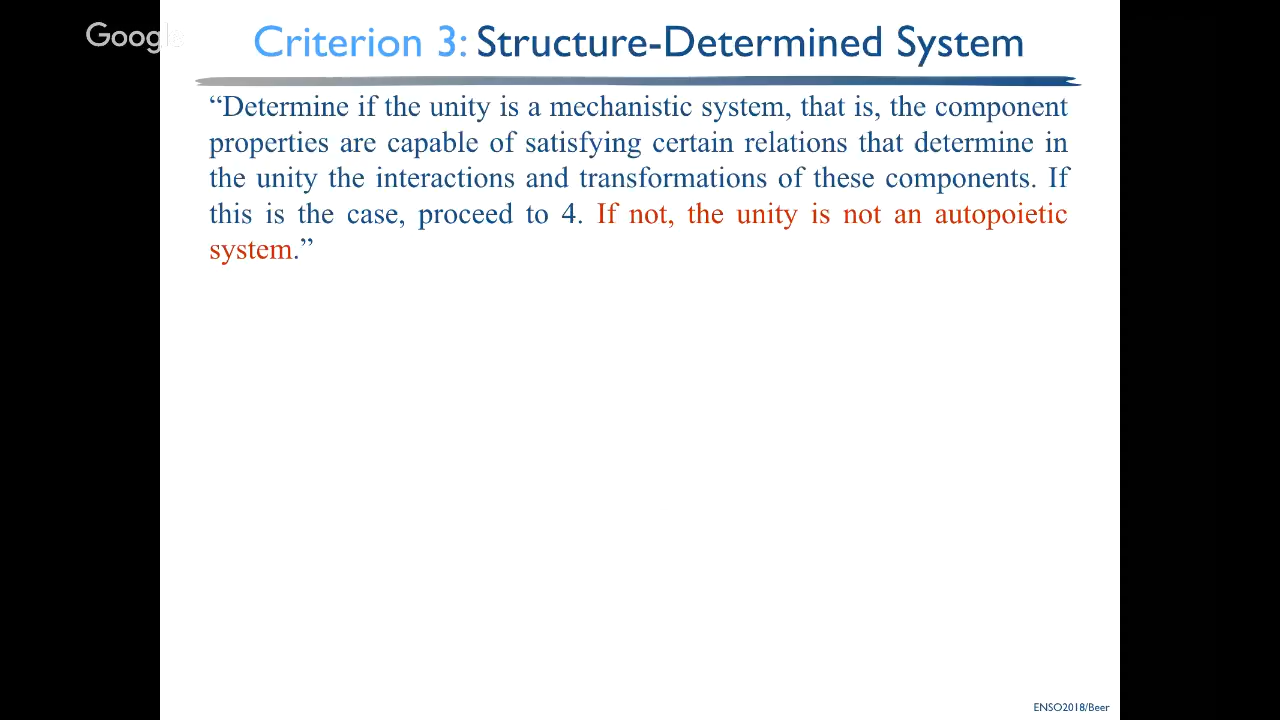 Google
Criterion 3: Structure-Determined System
“Determine if the unity is a mechanistic system, that is, the component
properties are capable of satisfying certain relations that determine in
the unity the interactions and transformations of these components. If
this is the case, proceed to 4. If not, the unity is not an autopoietic
system.”
ENSO2018/Beer